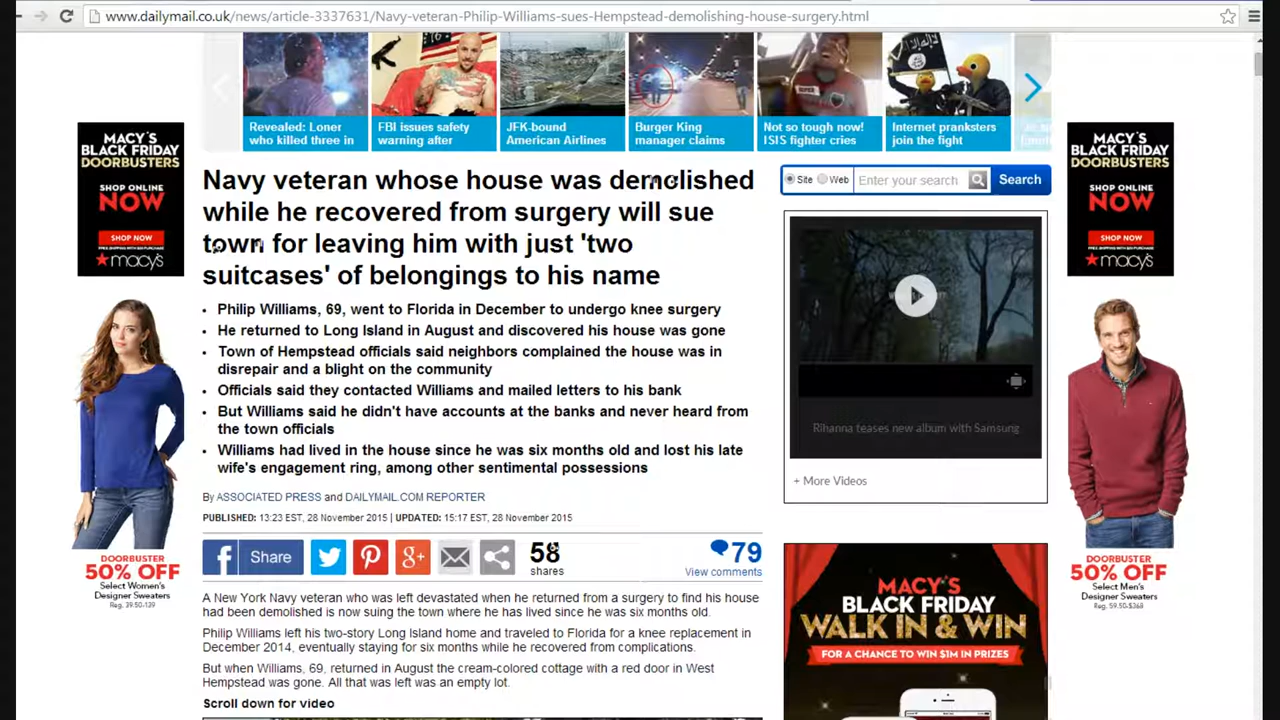 www.dailymail.co.uk/news/article-3337631/Navy-veteran-Philip-Williams-sues-Hempstead-demolishing-house-surgery.html
Revealed: Loner
who killed three in
FBI issues safety
warning after
JFK-bound
American Airlines
Burger King
manager claims
Not so tough now!
ISIS fighter cries
Internet pranksters
join the fight
MACY'S
BLACK FRIDAY
DOORBUSTERS
SHOP ONLINE
NOW
SHOP NOW
macy's
DOORBUSTER
50% OFF
Select Women's
Designer Sweaters
Reg. 39.50-139
Navy veteran whose house was demolished
while he recovered from surgery will sue
town for leaving him with just 'two
suitcases' of belongings to his name
• Philip Williams, 69, went to Florida in December to undergo knee surgery
• He returned to Long Island in August and discovered his house was gone
• Town of Hempstead officials said neighbors complained the house was in
disrepair and a blight on the community
• Officials said they contacted Williams and mailed letters to his bank
• But Williams said he didn't have accounts at the banks and never heard from
the town officials
• Williams had lived in the house since he was six months old and lost his late
wife's engagement ring, among other sentimental possessions
By ASSOCIATED PRESS and DAILYMAIL.COM REPORTER
PUBLISHED: 13:23 EST, 28 November 2015 | UPDATED: 15:17 EST, 28 November 2015
f Share
g+
58
shares
79
View comments
A New York Navy veteran who was left devastated when he returned from a surgery to find his house
had been demolished is now suing the town where he has lived since he was six months old.
Philip Williams left his two-story Long Island home and traveled to Florida for a knee replacement in
December 2014, eventually staying for six months while he recovered from complications.
But when Williams, 69, returned in August the cream-colored cottage with a red door in West
Hempstead was gone. All that was left was an empty lot.
Scroll down for video
Site Web Enter your search Search
Rihanna teases new album with Samsung
+ More Videos
MACY'S
BLACK FRIDAY
WALK IN & WIN
FOR A CHANCE TO WIN $1M IN PRIZES
MACY'S
BLACK FRIDAY
DOORBUSTERS
SHOP ONLINE
NOW
SHOP NOW
macy's
DOORBUSTER
50% OFF
Select Men's
Designer Sweaters
Reg. 59.50-$368